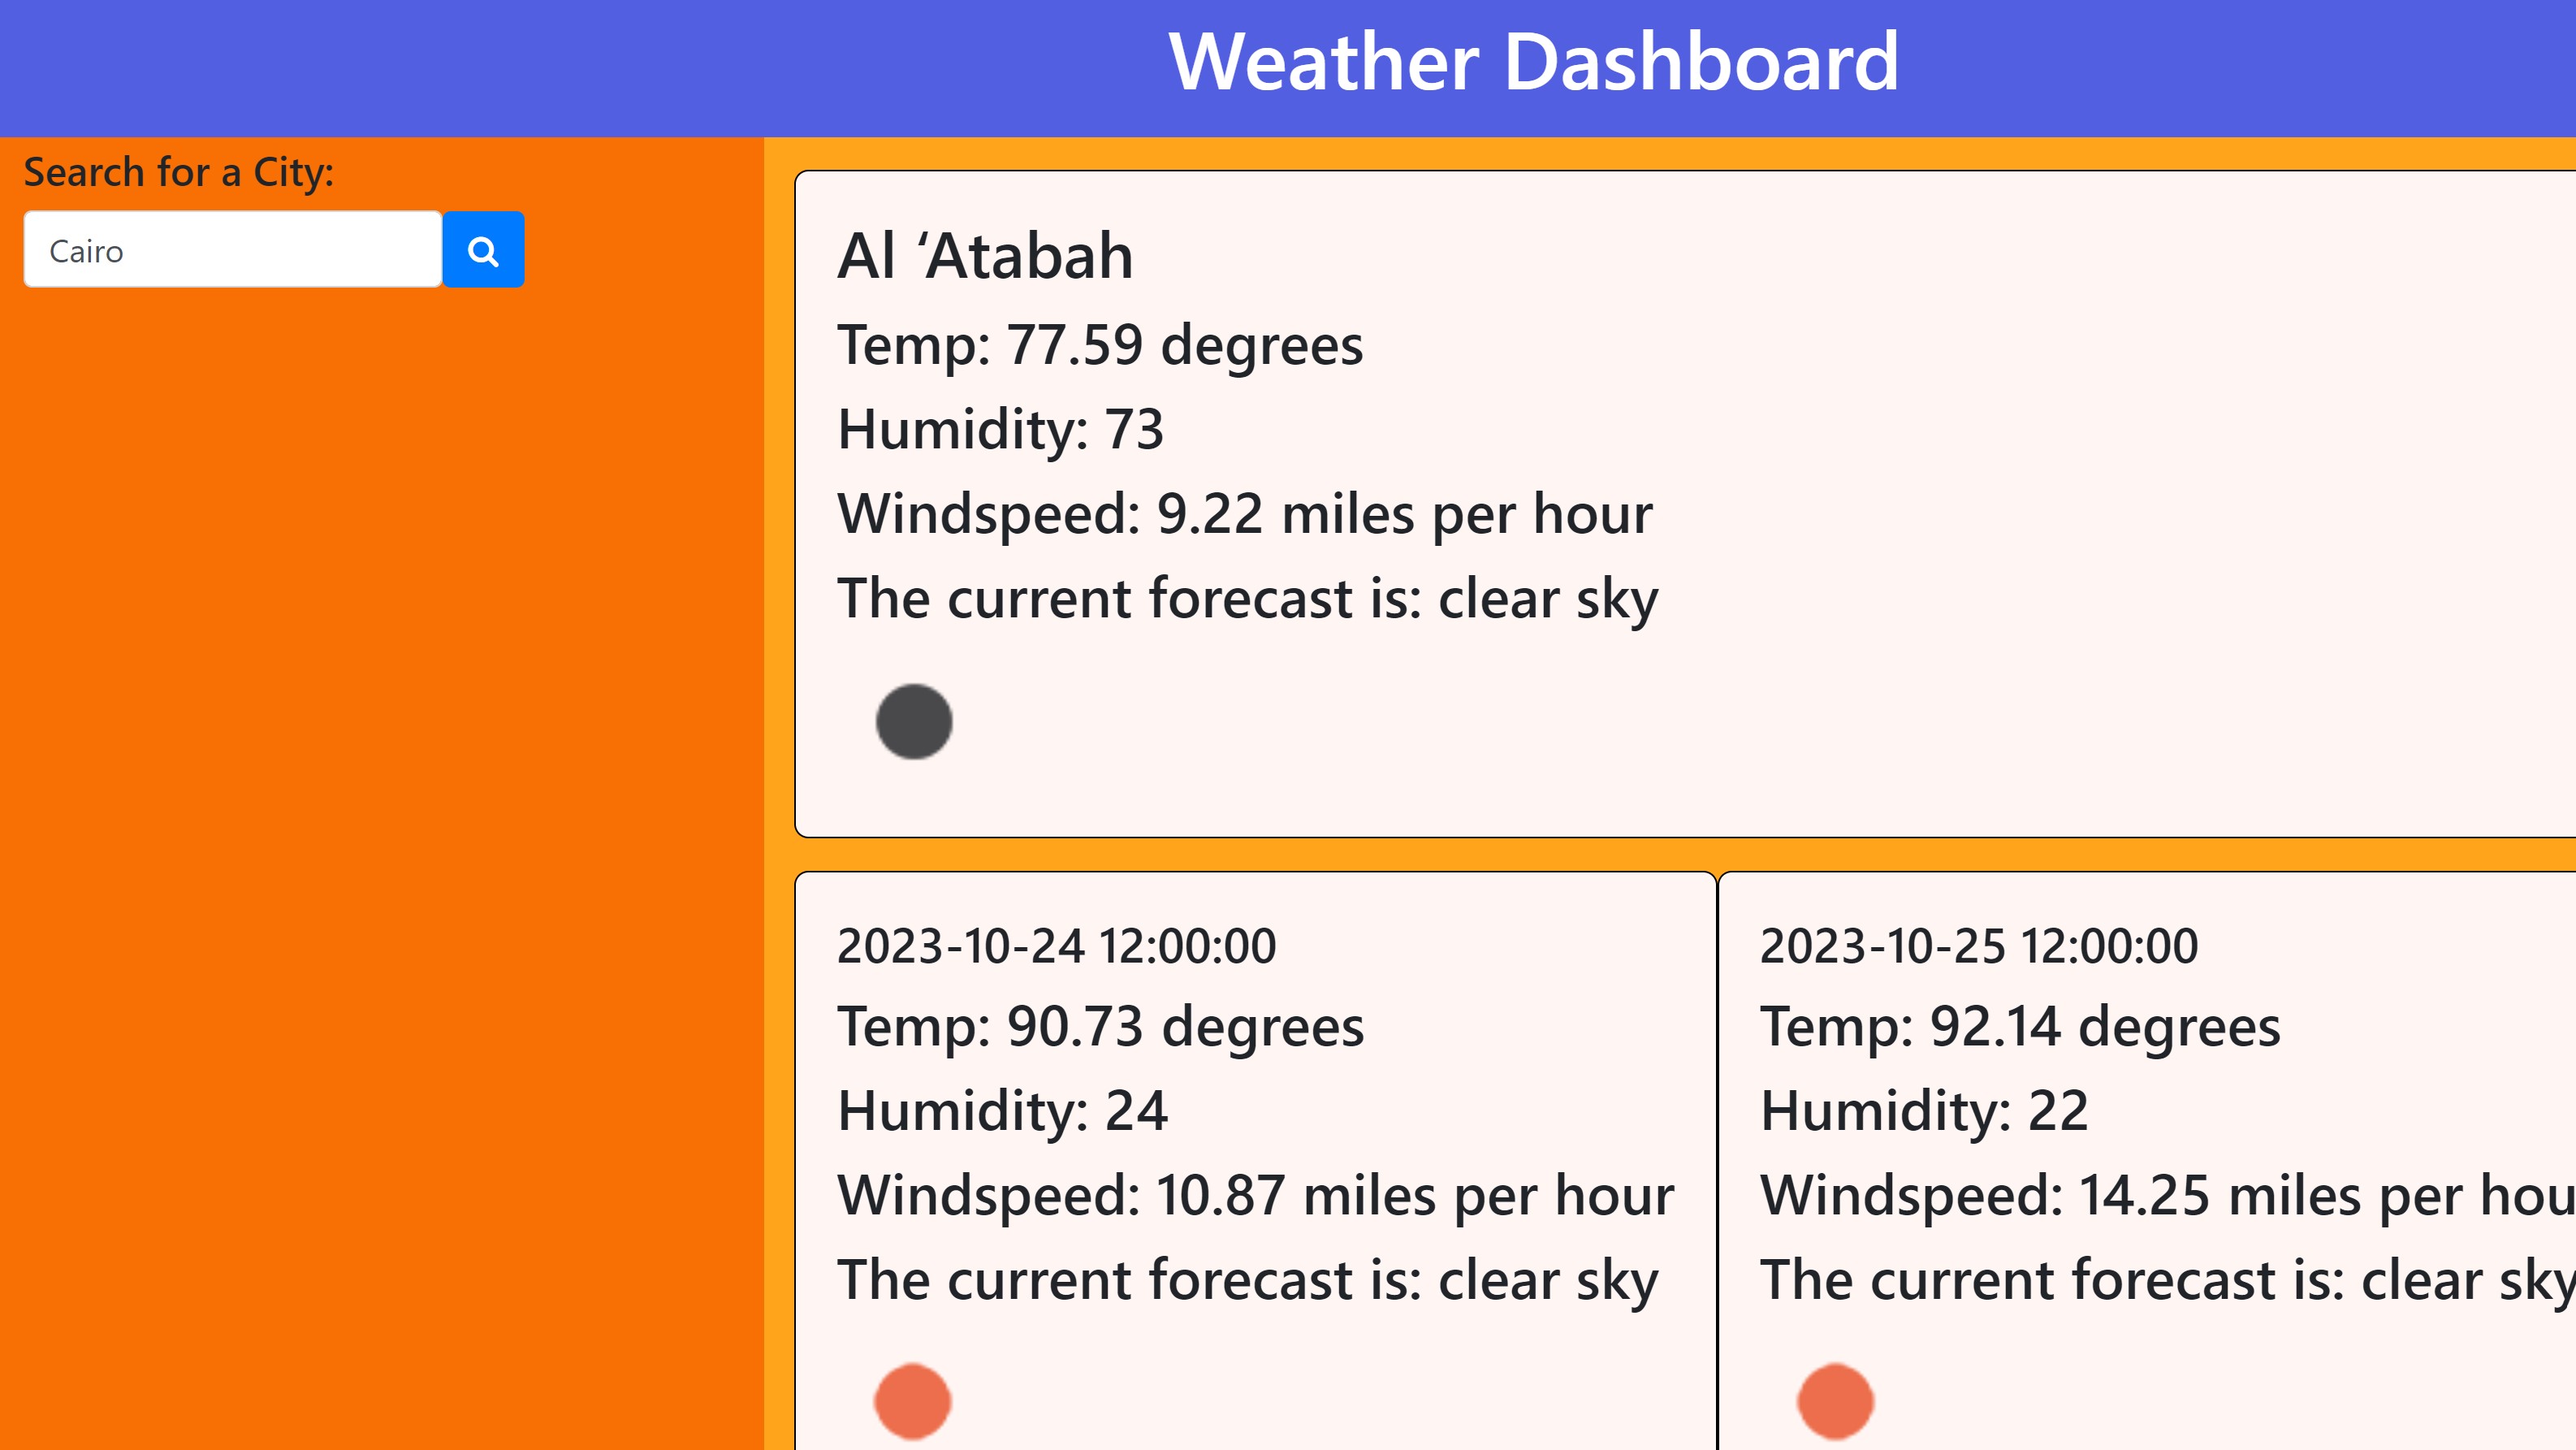 Weather Dashboard
Search for a City:
Cairo
Al ‘Atabah
Temp: 77.59 degrees
Humidity: 73
Windspeed: 9.22 miles per hour
The current forecast is: clear sky
2023-10-24 12:00:00
Temp: 90.73 degrees
Humidity: 24
Windspeed: 10.87 miles per hour
The current forecast is: clear sky
2023-10-25 12:00:00
Temp: 92.14 degrees
Humidity: 22
Windspeed: 14.25 miles per hou
The current forecast is: clear sky